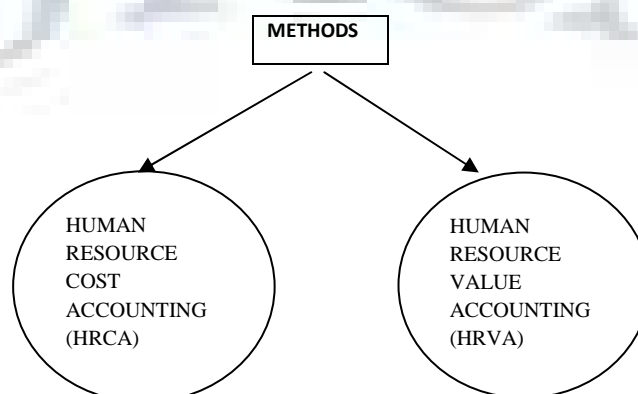 METHODS
HUMAN
RESOURCE
COST
ACCOUNTING
(HRCA)
HUMAN
RESOURCE
VALUE
ACCOUNTING
(HRVA)